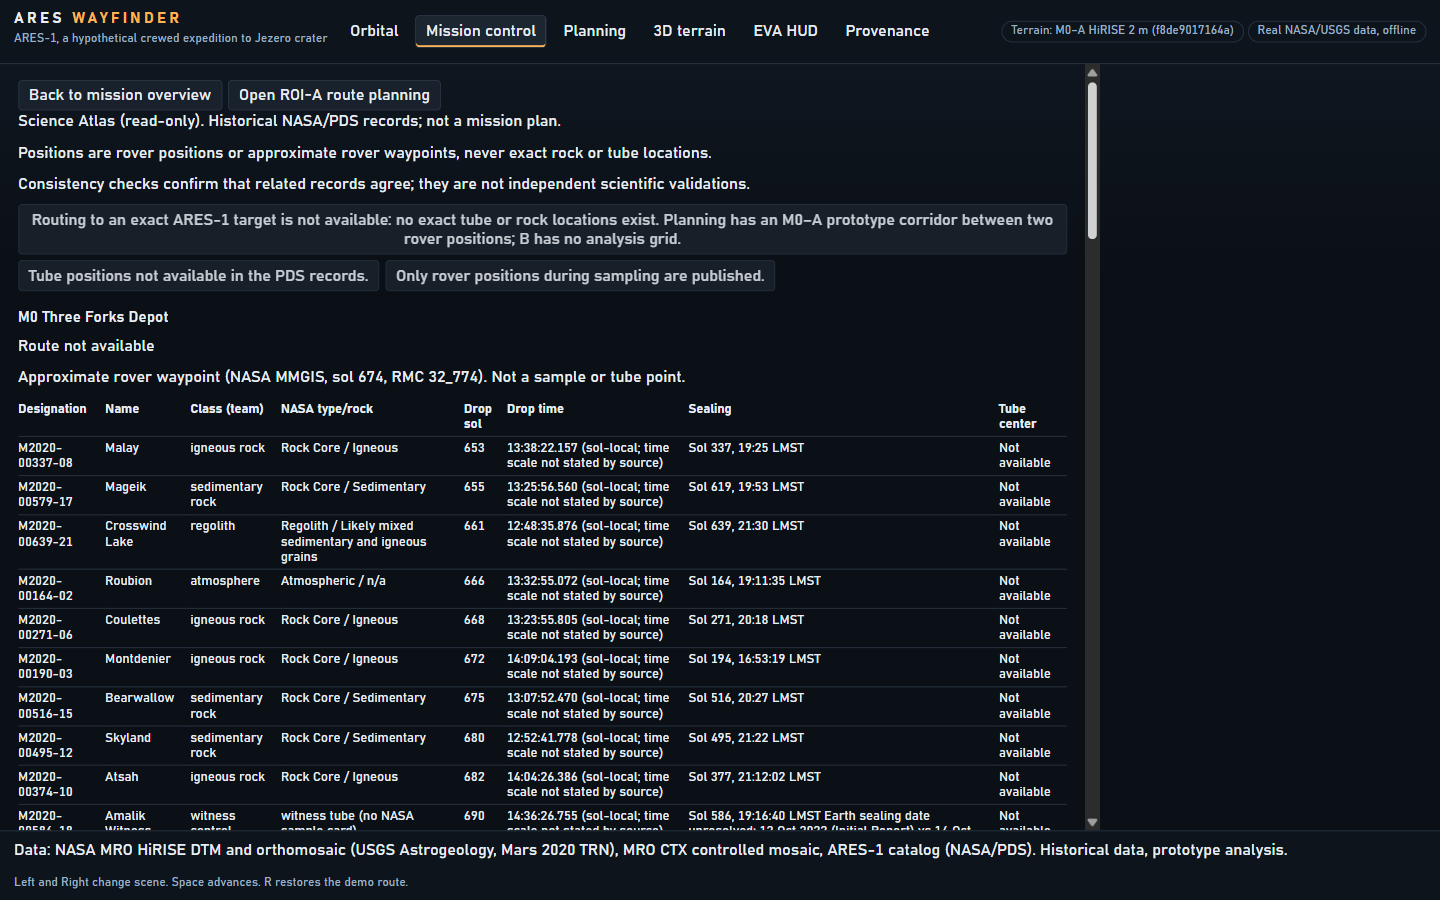 ARES WAYFINDER
ARES-1, a hypothetical crewed expedition to Jezero crater
Orbital
Mission control
Planning
3D terrain
EVA HUD
Provenance
Terrain: M0-A HiRISE 2 m (f8de9017164a)
Real NASA/USGS data, offline
Back to mission overview
Open ROI-A route planning
Science Atlas (read-only). Historical NASA/PDS records; not a mission plan.
Positions are rover positions or approximate rover waypoints, never exact rock or tube locations.
Consistency checks confirm that related records agree; they are not independent scientific validations.
Routing to an exact ARES-1 target is not available: no exact tube or rock locations exist. Planning has an M0-A prototype corridor between two
rover positions; B has no analysis grid.
Tube positions not available in the PDS records.
Only rover positions during sampling are published.
M0 Three Forks Depot
Route not available
Approximate rover waypoint (NASA MMGIS, sol 674, RMC 32_774). Not a sample or tube point.
Designation Name Class (team) NASA type/rock Drop sol Drop time Sealing Tube center
M2020-00337-08 Malay igneous rock Rock Core / Igneous 653 13:38:22.157 (sol-local; time scale not stated by source) Sol 337, 19:25 LMST Not available
M2020-00579-17 Mageik sedimentary rock Rock Core / Sedimentary 655 13:25:56.560 (sol-local; time scale not stated by source) Sol 619, 19:53 LMST Not available
M2020-00639-21 Crosswind Lake regolith Regolith / Likely mixed sedimentary and igneous grains 661 12:48:35.876 (sol-local; time scale not stated by source) Sol 639, 21:30 LMST Not available
M2020-00164-02 Roubion atmosphere Atmospheric / n/a 666 13:32:55.072 (sol-local; time scale not stated by source) Sol 164, 19:11:35 LMST Not available
M2020-00271-06 Coulettes igneous rock Rock Core / Igneous 668 13:23:55.805 (sol-local; time scale not stated by source) Sol 271, 20:18 LMST Not available
M2020-00190-03 Montdenier igneous rock Rock Core / Igneous 672 14:09:04.193 (sol-local; time scale not stated by source) Sol 194, 16:53:19 LMST Not available
M2020-00516-15 Bearwallow sedimentary rock Rock Core / Sedimentary 675 13:07:52.470 (sol-local; time scale not stated by source) Sol 516, 20:27 LMST Not available
M2020-00495-12 Skyland sedimentary rock Rock Core / Sedimentary 680 12:52:41.778 (sol-local; time scale not stated by source) Sol 495, 21:22 LMST Not available
M2020-00374-10 Atsah igneous rock Rock Core / Igneous 682 14:04:26.386 (sol-local; time scale not stated by source) Sol 377, 21:12:02 LMST Not available
M2020- Amalik witness witness tube (no NASA 690 14:36:26.755 (sol-local; time Sol 586, 19:16:40 LMST Earth sealing date Not
Data: NASA MRO HiRISE DTM and orthomosaic (USGS Astrogeology, Mars 2020 TRN), MRO CTX controlled mosaic, ARES-1 catalog (NASA/PDS). Historical data, prototype analysis.
Left and Right change scene. Space advances. R restores the demo route.